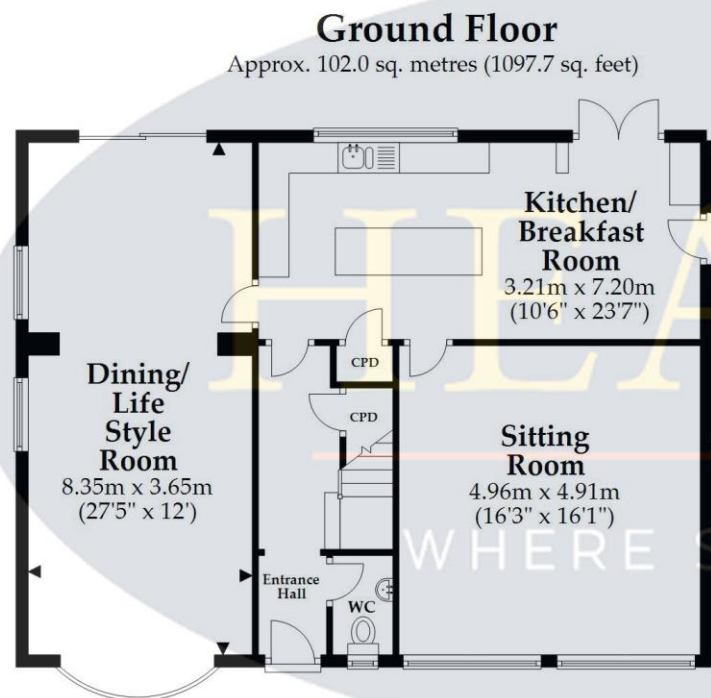 Ground Floor
Approx. 102.0 sq. metres (1097.7 sq. feet)
Kitchen/
Breakfast
Room
3.21m x 7.20m
(10'6" x 23'7")
CPD
CPD
Dining/
Life
Style
Room
8.35m x 3.65m
(27'5" x 12')
Sitting
Room
4.96m x 4.91m
(16'3" x 16'1")
Entrance
Hall
WC
HEA
WHERE S